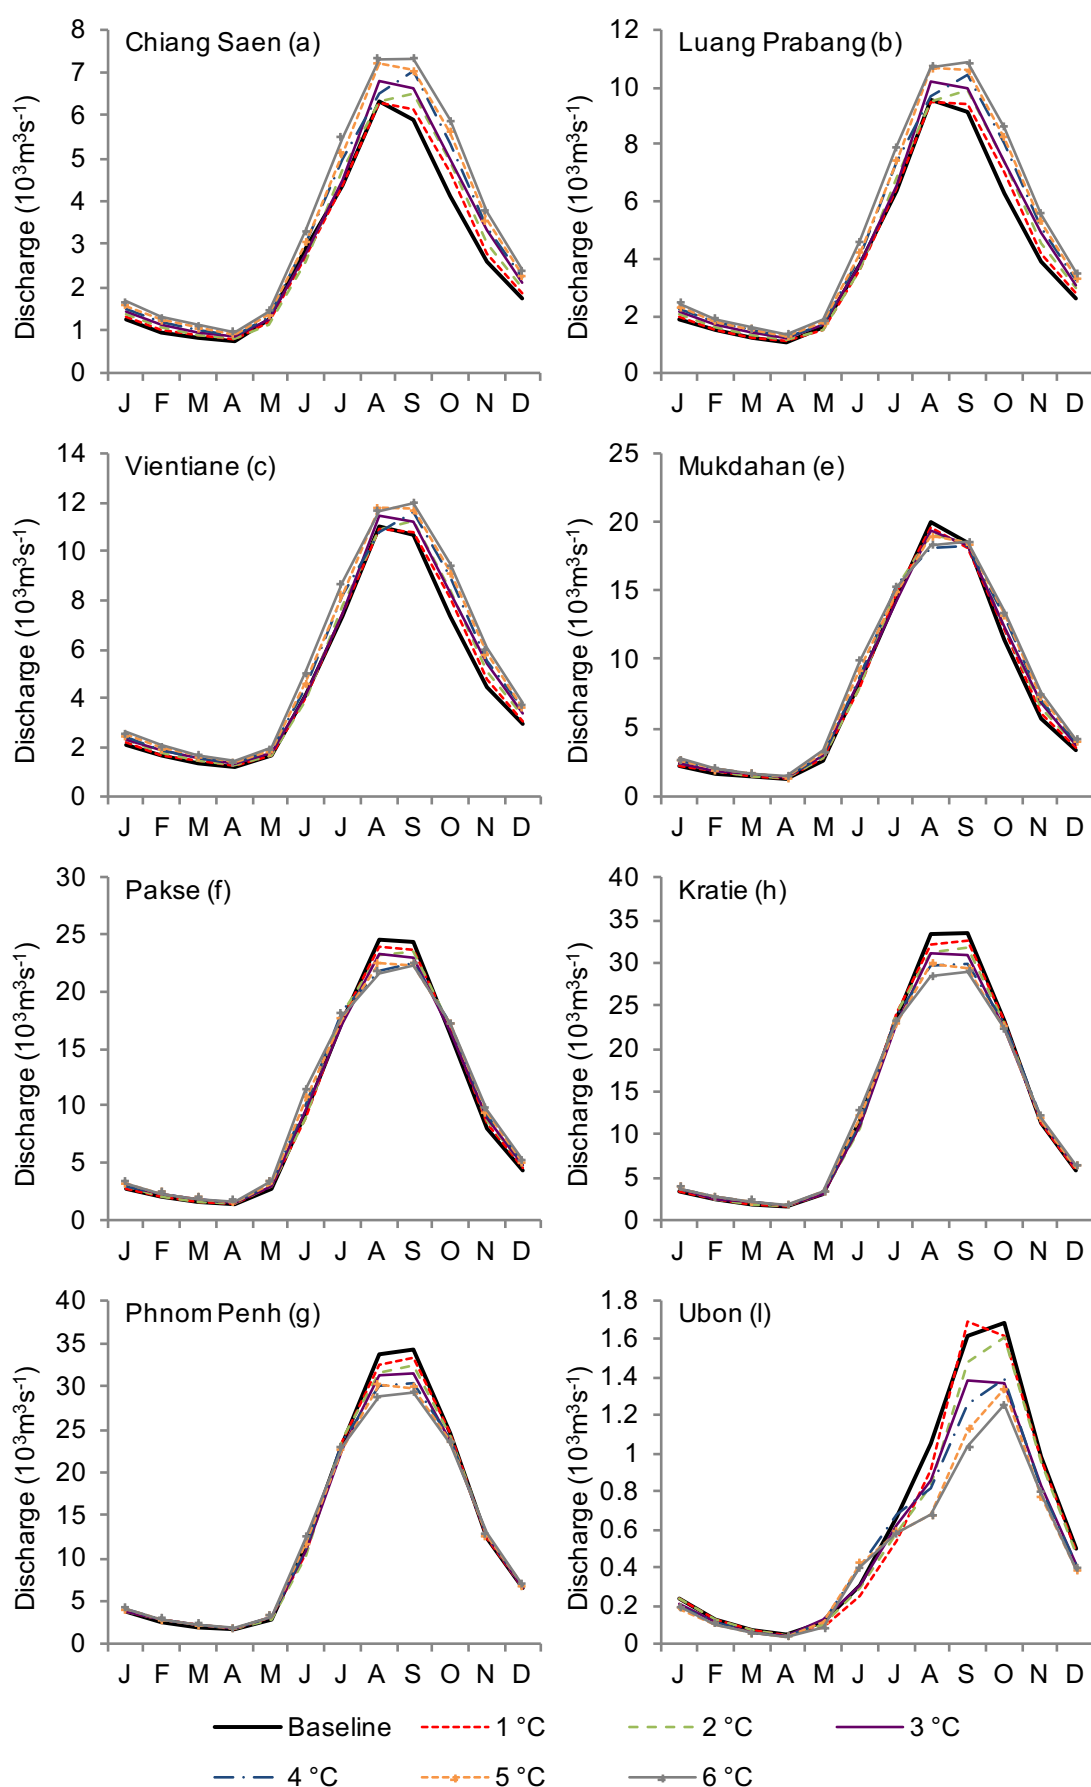 Chiang Saen (a)
Discharge (10³m³s⁻¹)
8
7
6
5
4
3
2
1
0
J F M A M J J A S O N D
Luang Prabang (b)
Discharge (10³m³s⁻¹)
12
10
8
6
4
2
0
J F M A M J J A S O N D
Vientiane (c)
Discharge (10³m³s⁻¹)
14
12
10
8
6
4
2
0
J F M A M J J A S O N D
Mukdahan (e)
Discharge (10³m³s⁻¹)
25
20
15
10
5
0
J F M A M J J A S O N D
Pakse (f)
Discharge (10³m³s⁻¹)
30
25
20
15
10
5
0
J F M A M J J A S O N D
Kratie (h)
Discharge (10³m³s⁻¹)
40
35
30
25
20
15
10
5
0
J F M A M J J A S O N D
Phnom Penh (g)
Discharge (10³m³s⁻¹)
40
35
30
25
20
15
10
5
0
J F M A M J J A S O N D
Ubon (l)
Discharge (10³m³s⁻¹)
1.8
1.6
1.4
1.2
1
0.8
0.6
0.4
0.2
0
J F M A M J J A S O N D
Baseline 1 °C 2 °C 3 °C
4 °C 5 °C 6 °C